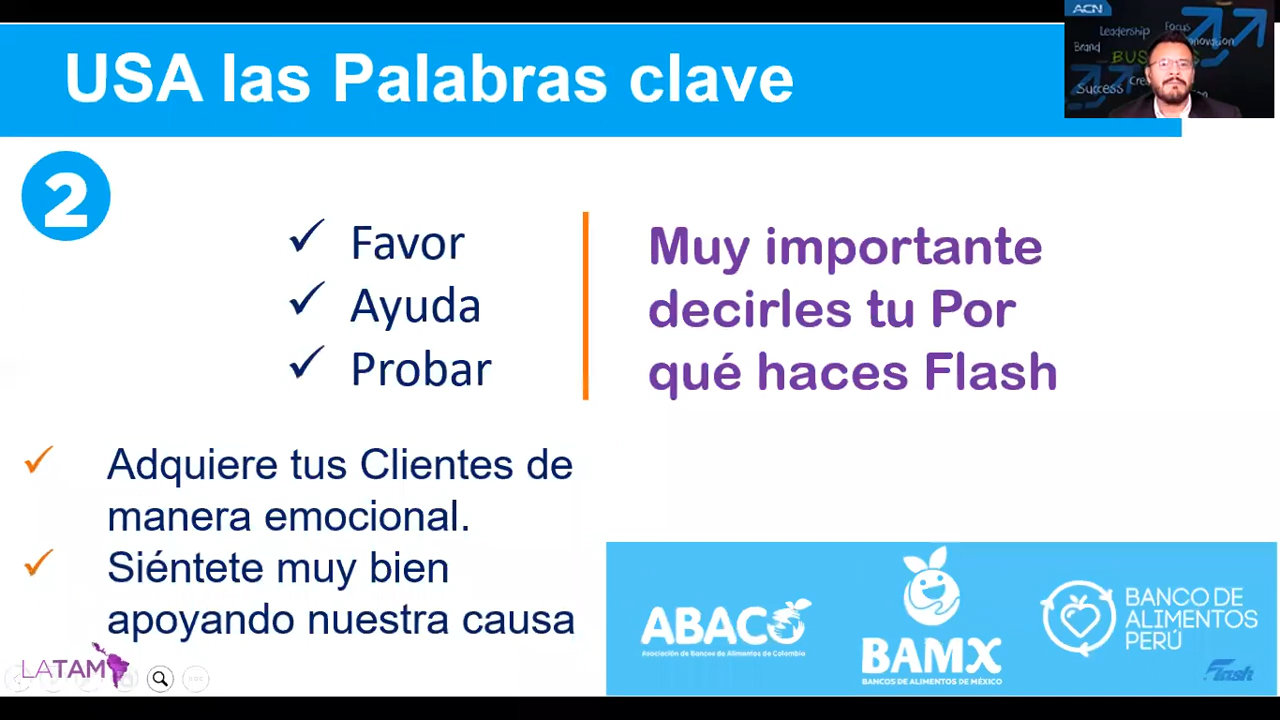 USA las Palabras clave
ACN
Leadership
Focus
Brand
Success
2
✓ Favor
✓ Ayuda
✓ Probar
Muy importante
decirles tu Por
qué haces Flash
✓ Adquiere tus Clientes de
manera emocional.
✓ Siéntete muy bien
apoyando nuestra causa
ABACO
Asociación de Bancos de Alimentos de Colombia
BAMX
BANCOS DE ALIMENTOS DE MÉXICO
BANCO DE
ALIMENTOS
PERÚ
Flash
LATAM